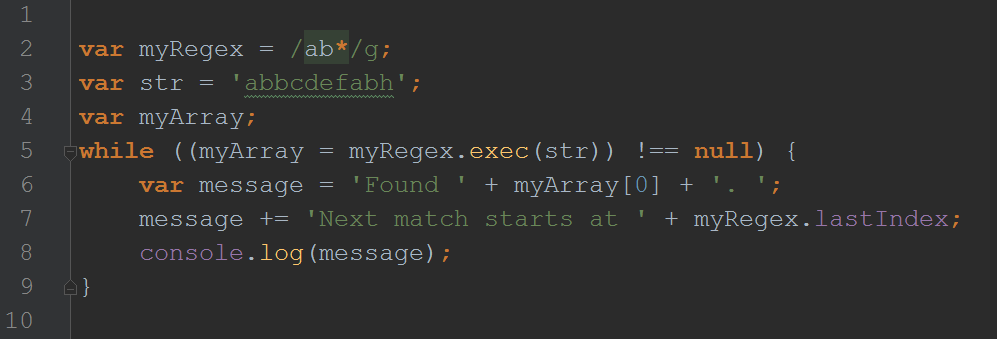 1
2 var myRegex = /ab*/g;
3 var str = 'abbcdefabh';
4 var myArray;
5 while ((myArray = myRegex.exec(str)) !== null) {
6     var message = 'Found ' + myArray[0] + '. ';
7     message += 'Next match starts at ' + myRegex.lastIndex;
8     console.log(message);
9 }
10